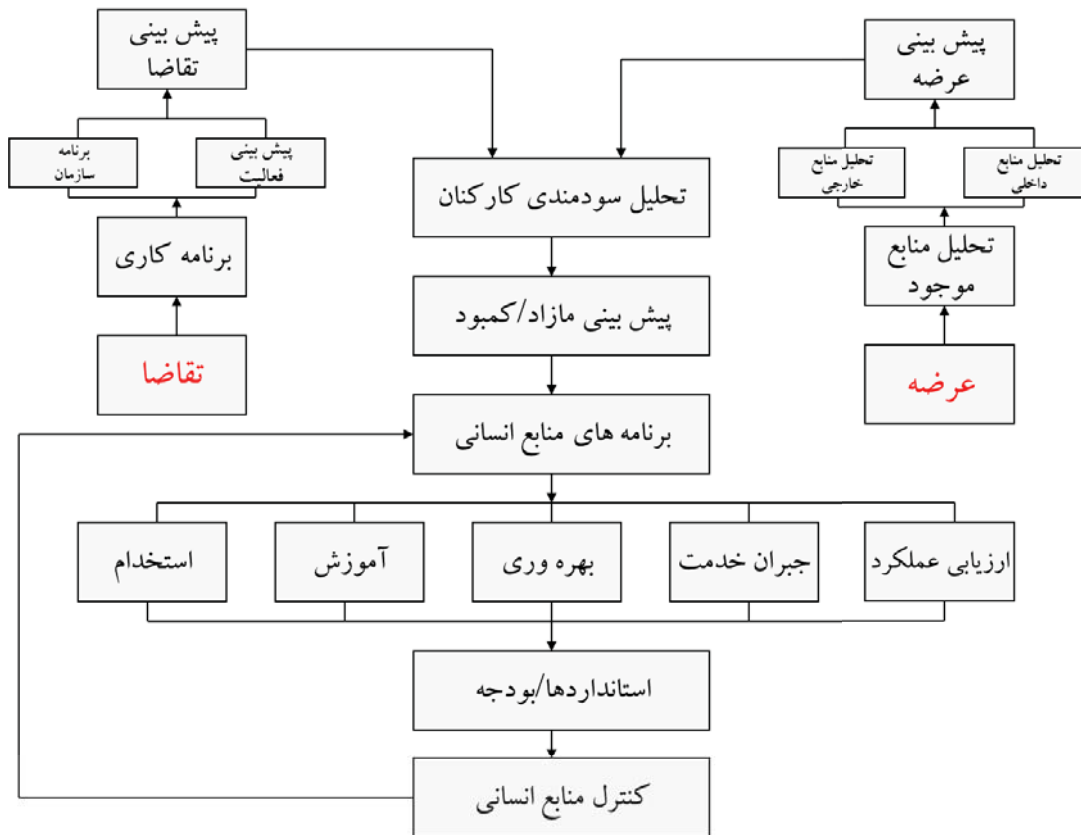 پیش بینی
تقاضا
پیش بینی
عرضه
برنامه
سازمان
پیش بینی
فعالیت
تحلیل منابع
خارجی
تحلیل منابع
داخلی
تحلیل سودمندی کارکنان
برنامه کاری
تحلیل منابع
موجود
پیش بینی مازاد/کمبود
تقاضا
عرضه
برنامه های منابع انسانی
ارزیابی عملکرد
جبران خدمت
بهره وری
آموزش
استخدام
استانداردها/بودجه
کنترل منابع انسانی